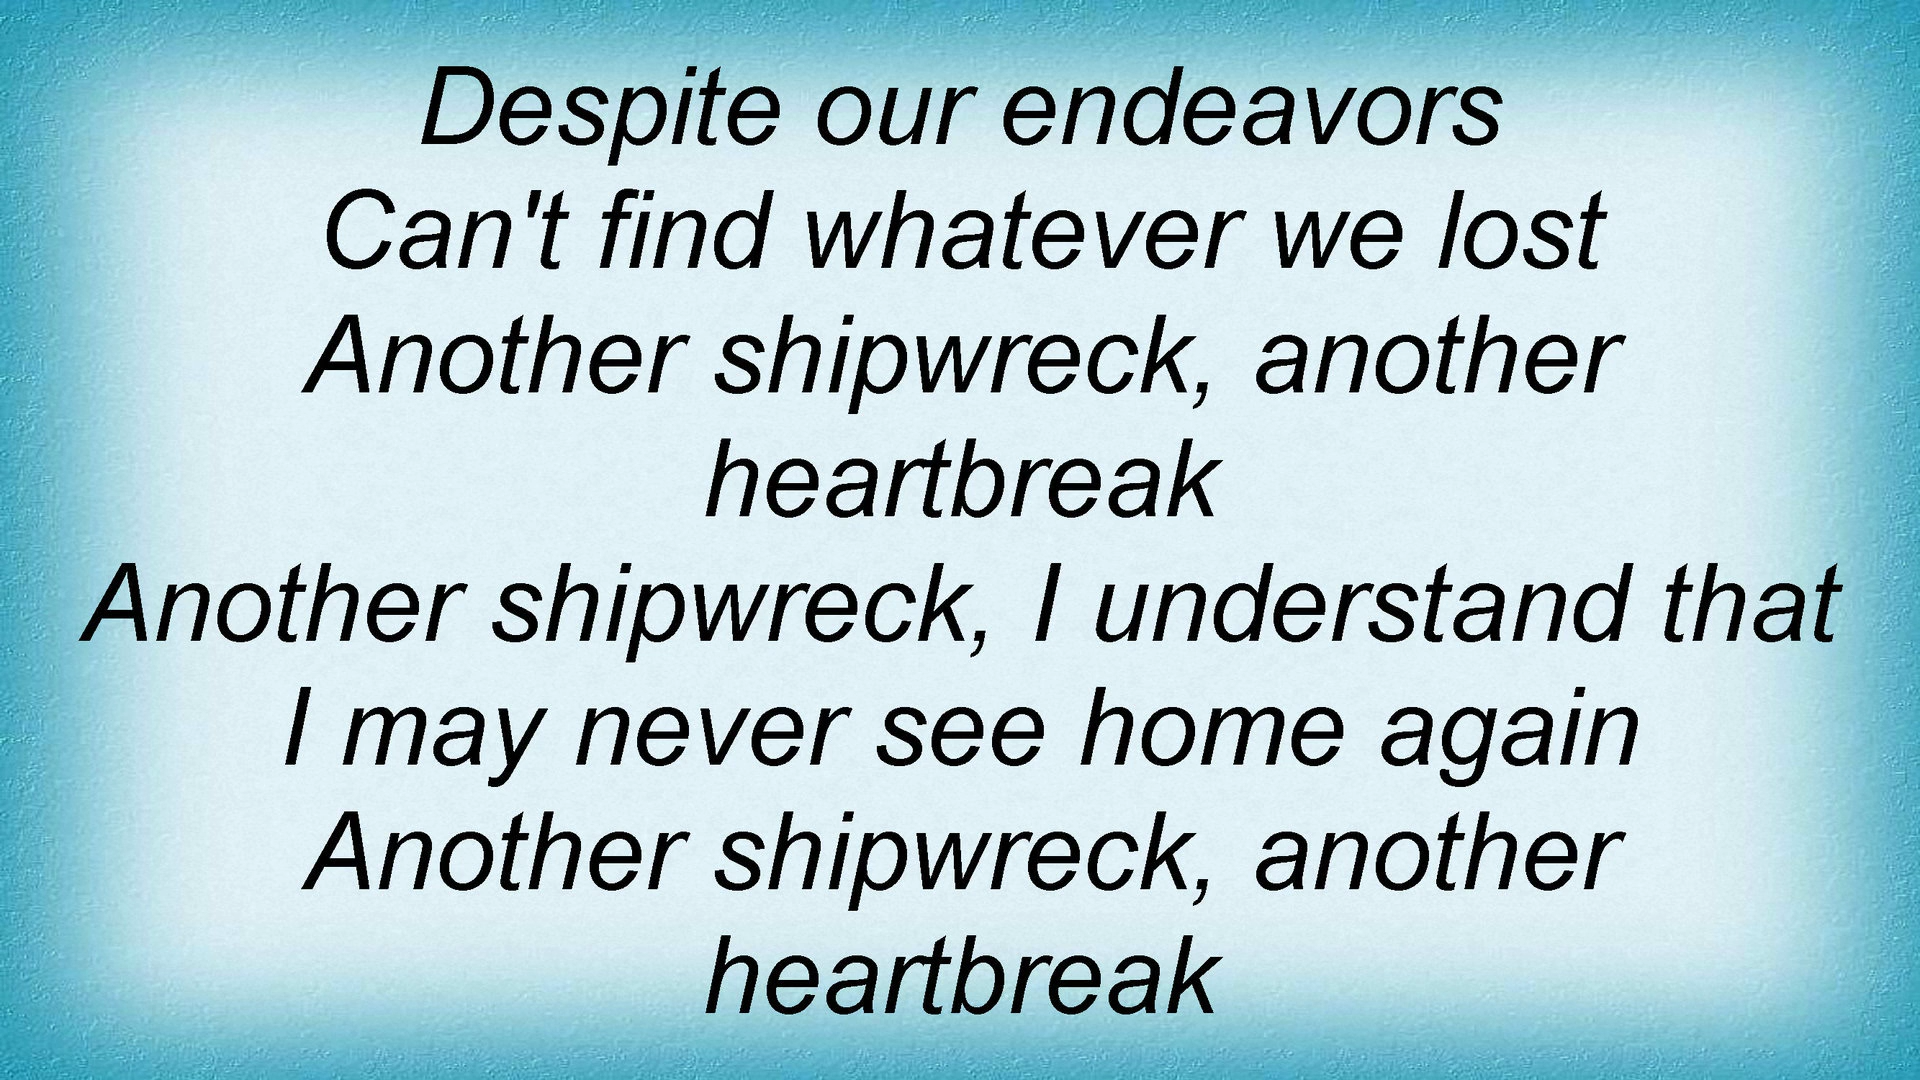 Despite our endeavors
Can't find whatever we lost
Another shipwreck, another
heartbreak
Another shipwreck, I understand that
I may never see home again
Another shipwreck, another
heartbreak